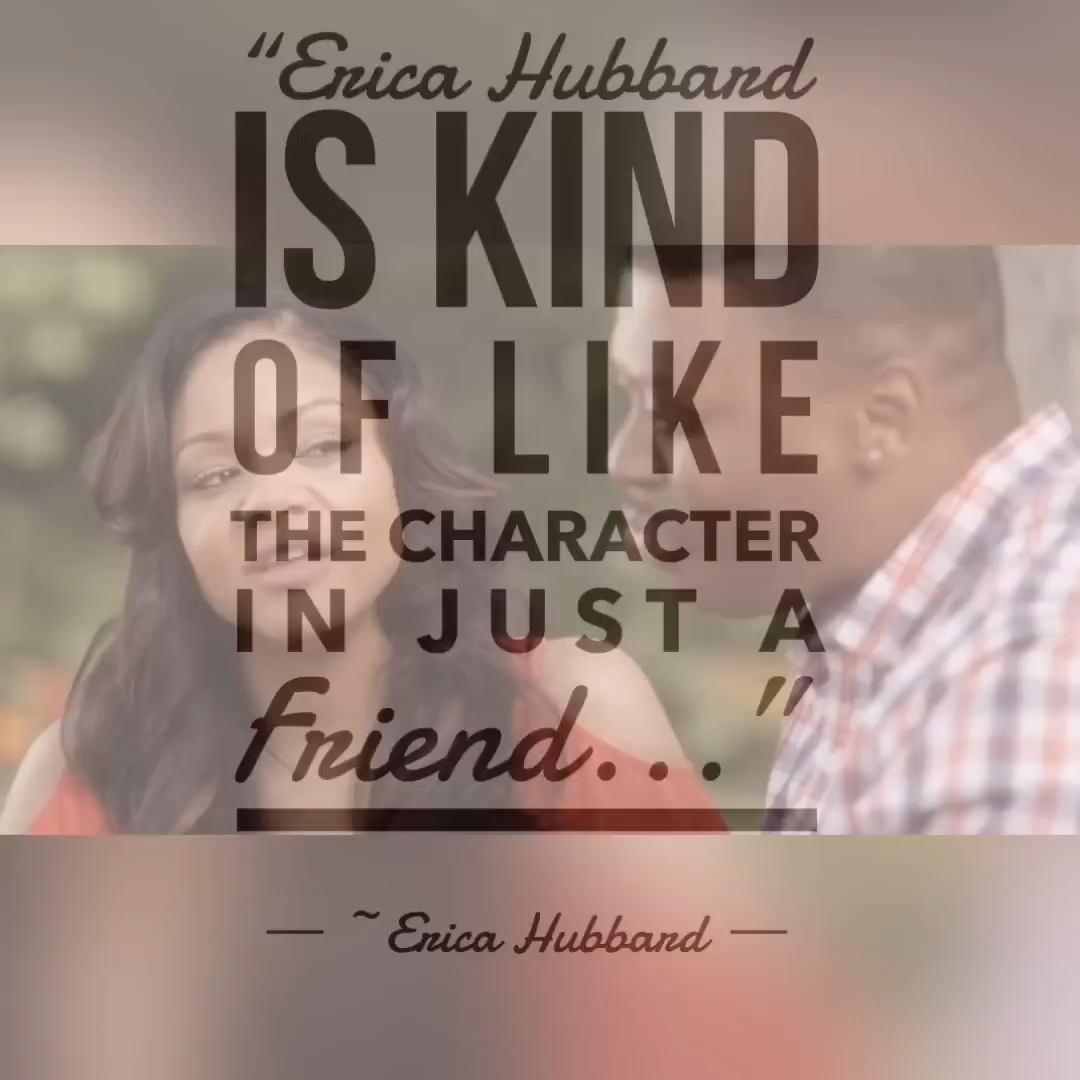 “Erica Hubbard
IS KIND
OF LIKE
THE CHARACTER
IN JUST A
Friend...”
— ~ Erica Hubbard —